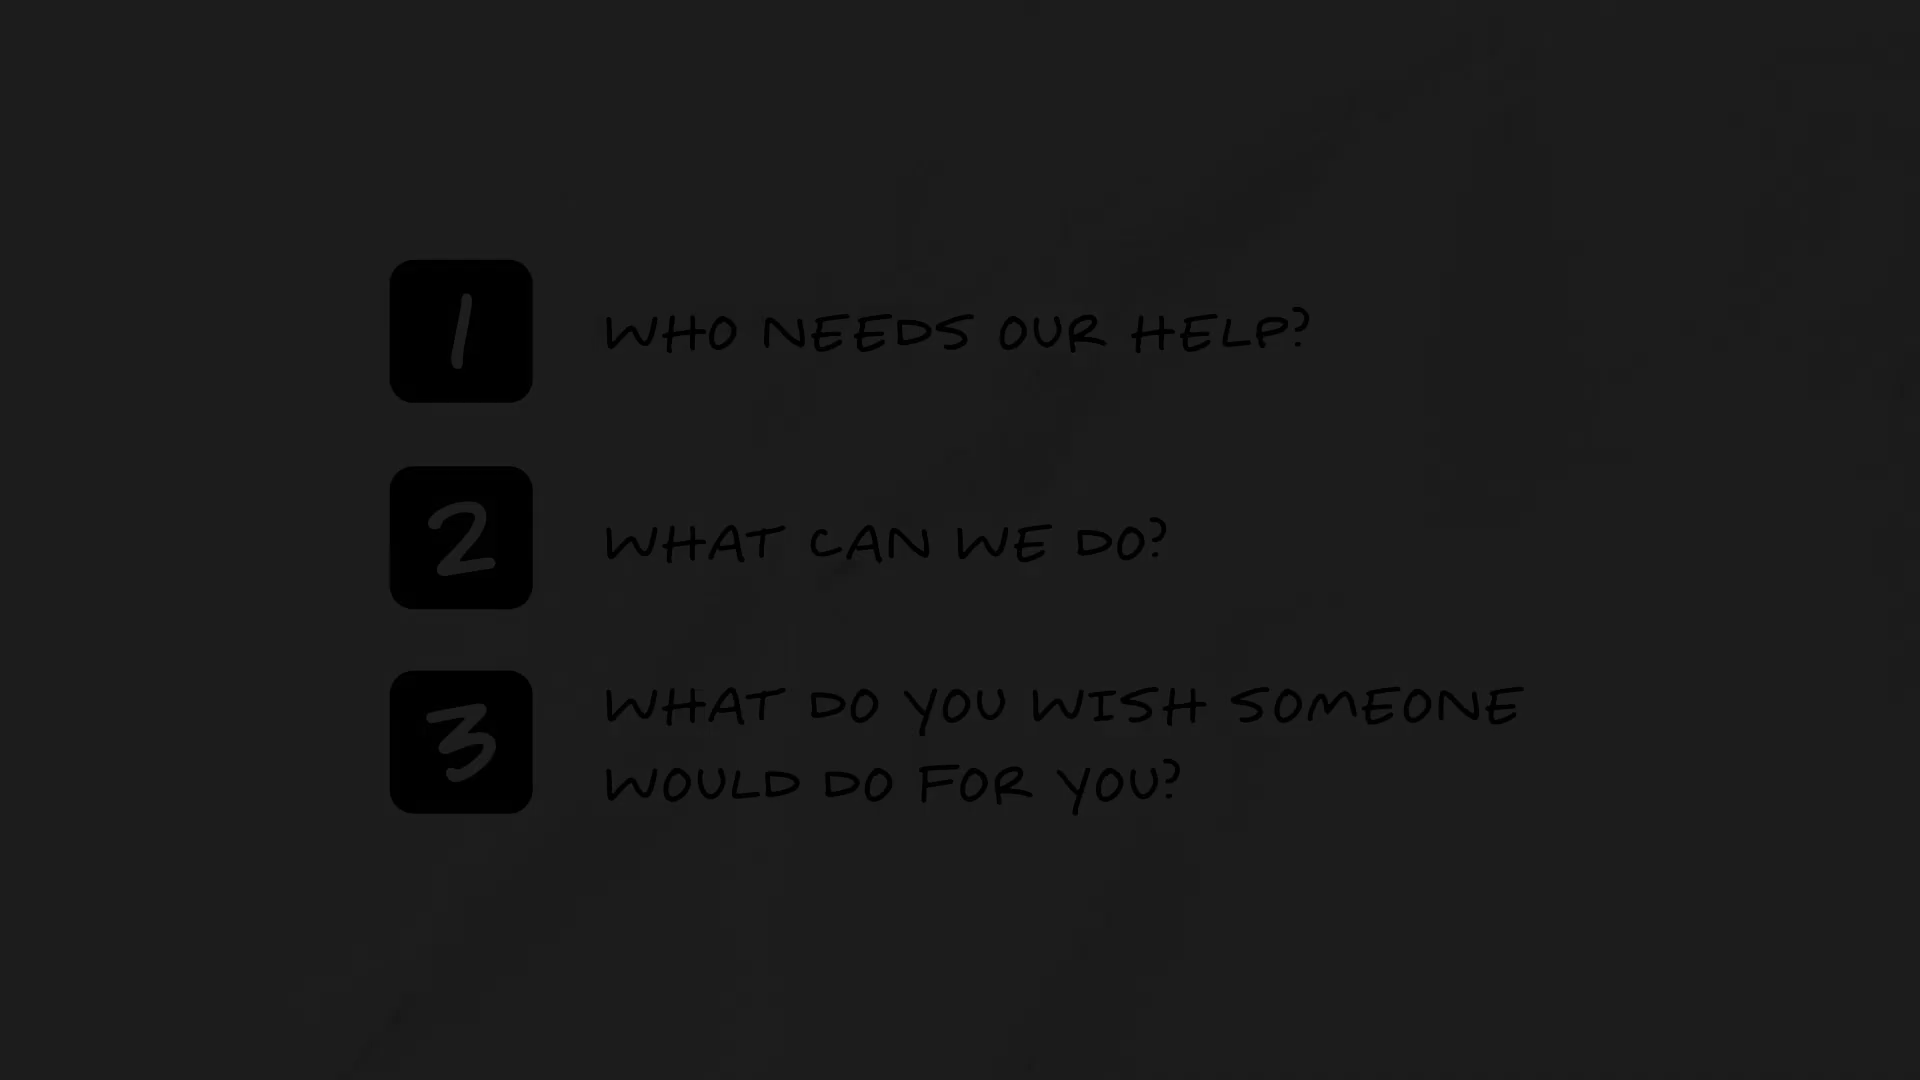 1 WHO NEEDS OUR HELP?
2 WHAT CAN WE DO?
3 WHAT DO YOU WISH SOMEONE
WOULD DO FOR YOU?